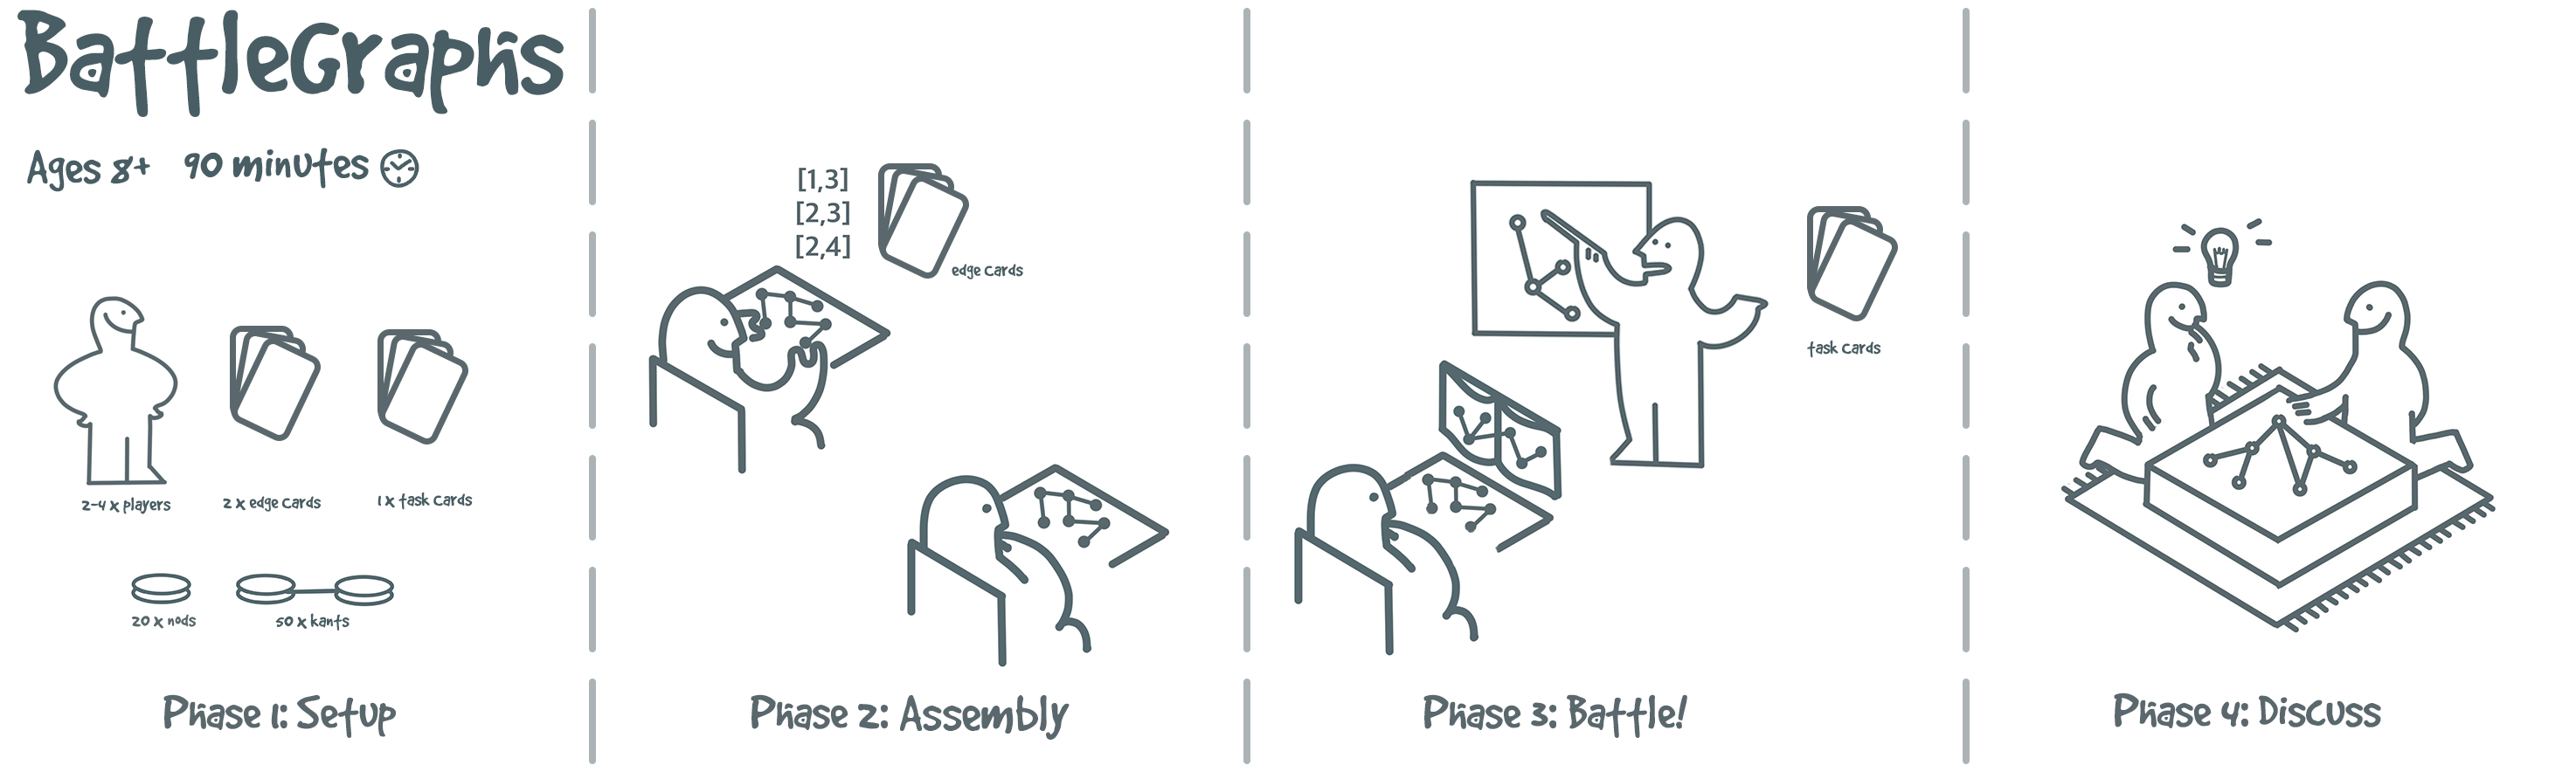 BattleGraphs
Ages 8+ 90 minutes
2-4 x players
2 x edge cards
1 x task cards
20 x nods
50 x kants
Phase 1: Setup
[1,3]
[2,3]
[2,4]
edge cards
Phase 2: Assembly
task cards
Phase 3: Battle!
Phase 4: Discuss